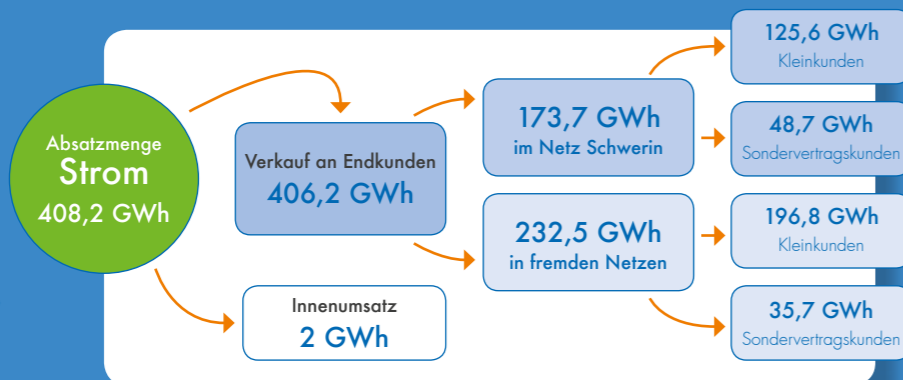 Absatzmenge
Strom
408,2 GWh
Verkauf an Endkunden
406,2 GWh
Innenumsatz
2 GWh
173,7 GWh
im Netz Schwerin
232,5 GWh
in fremden Netzen
125,6 GWh
Kleinkunden
48,7 GWh
Sondervertragskunden
196,8 GWh
Kleinkunden
35,7 GWh
Sondervertragskunden